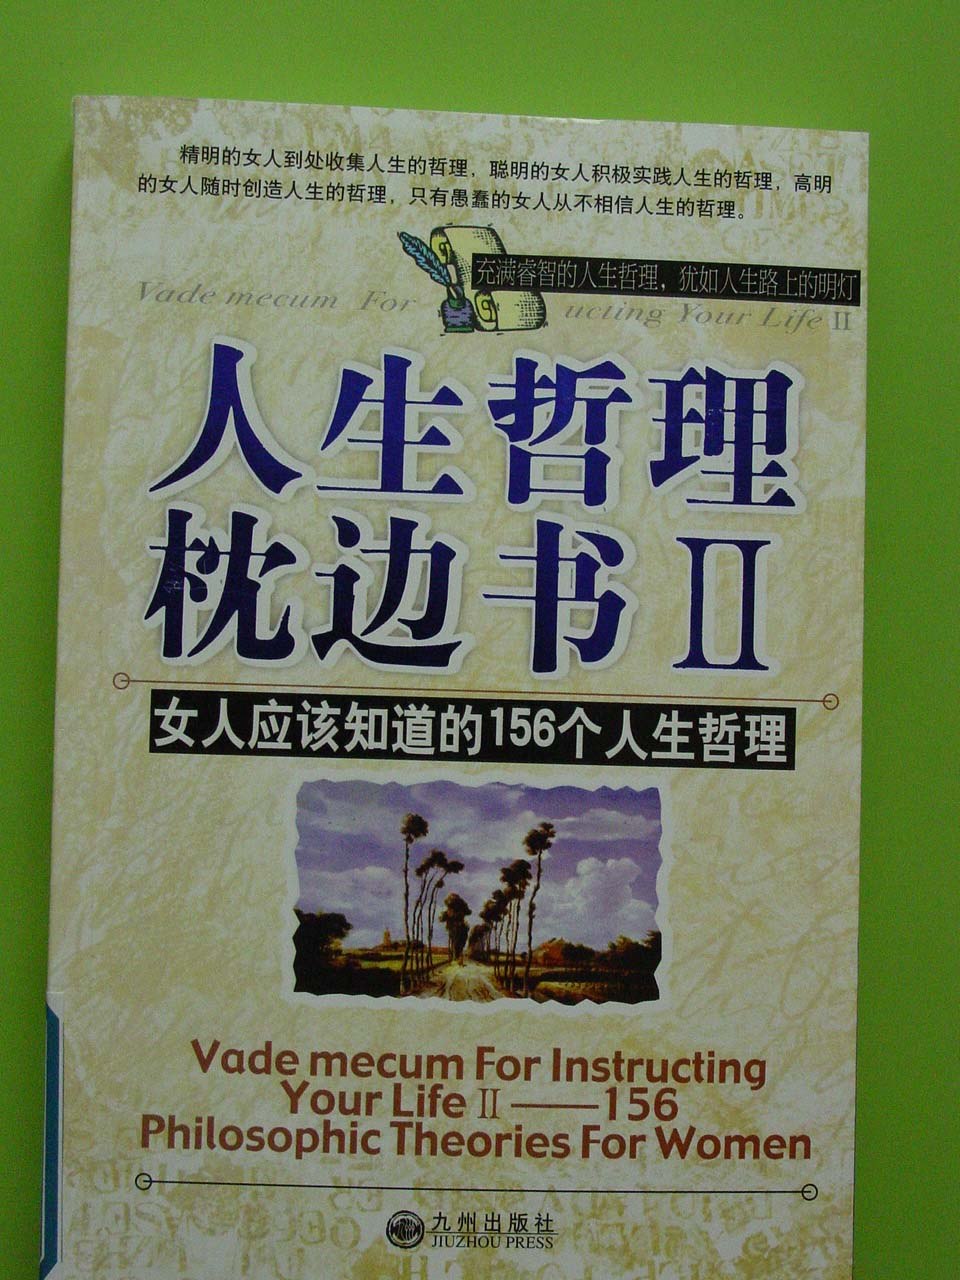 精明的女人到处收集人生的哲理，聪明的女人积极实践人生的哲理，高明
的女人随时创造人生的哲理，只有愚蠢的女人从不相信人生的哲理。
充满睿智的人生哲理，犹如人生路上的明灯
Vade mecum For ucting Your Life II
人生哲理
枕边书II
女人应该知道的156个人生哲理
Vade mecum For Instructing
Your Life II——156
Philosophic Theories For Women
九州出版社
JIUZHOU PRESS